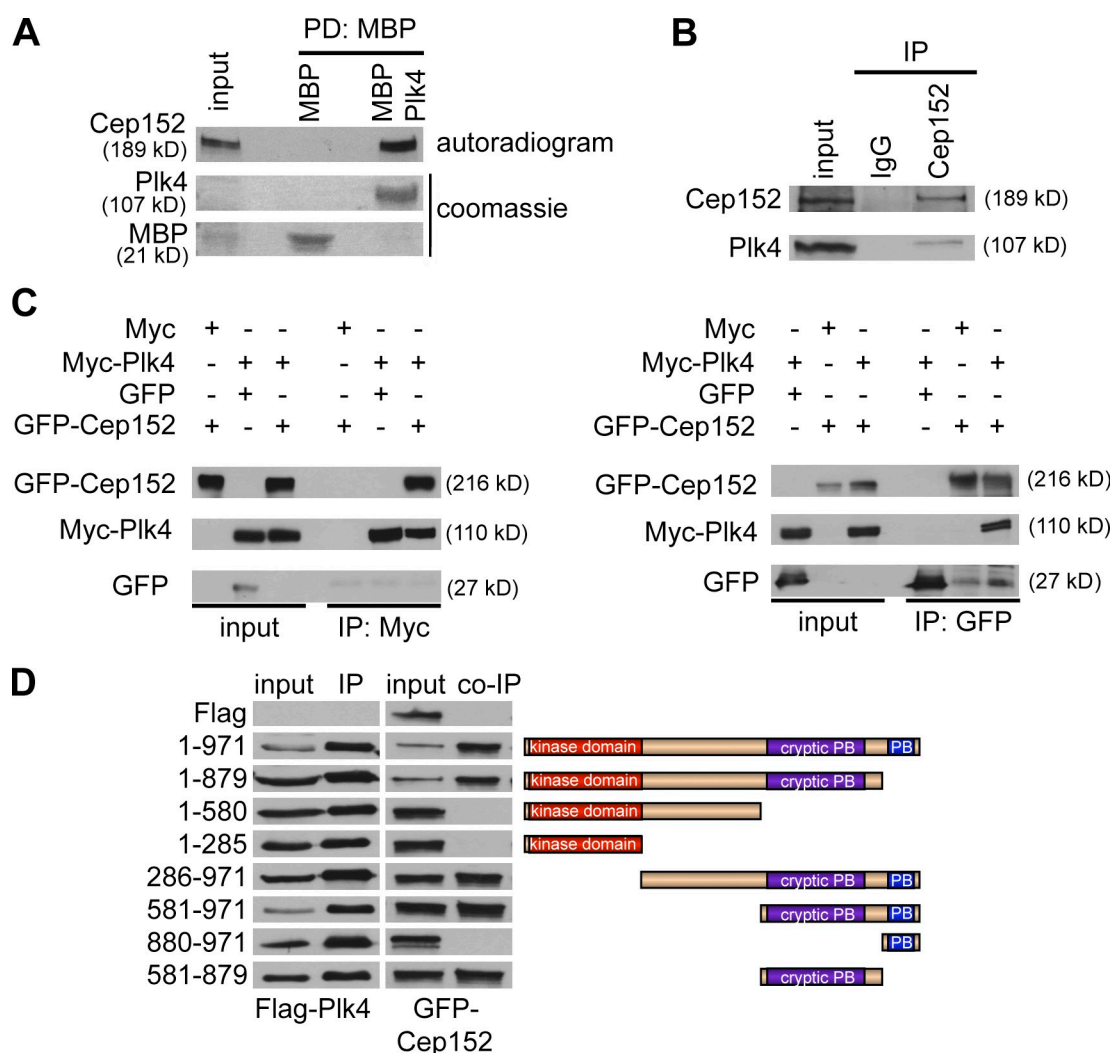 A
PD: MBP
input
MBP
MBP
Plk4
Cep152
(189 kD)
autoradiogram
Plk4
(107 kD)
coomassie
MBP
(21 kD)
B
IP
input
IgG
Cep152
Cep152
(189 kD)
Plk4
(107 kD)
C
Myc + - - + - -
Myc-Plk4 - + + - + +
GFP - + - - + -
GFP-Cep152 + - + + - +
GFP-Cep152 (216 kD)
Myc-Plk4 (110 kD)
GFP (27 kD)
input IP: Myc
Myc - + - - + -
Myc-Plk4 + - + + - +
GFP + - - + - -
GFP-Cep152 - + + - + +
GFP-Cep152 (216 kD)
Myc-Plk4 (110 kD)
GFP (27 kD)
input IP: GFP
D
input IP input co-IP
Flag
1-971 kinase domain cryptic PB PB
1-879 kinase domain cryptic PB
1-580 kinase domain
1-285 kinase domain
286-971 cryptic PB PB
581-971 cryptic PB PB
880-971 PB
581-879 cryptic PB
Flag-Plk4 GFP-
Cep152